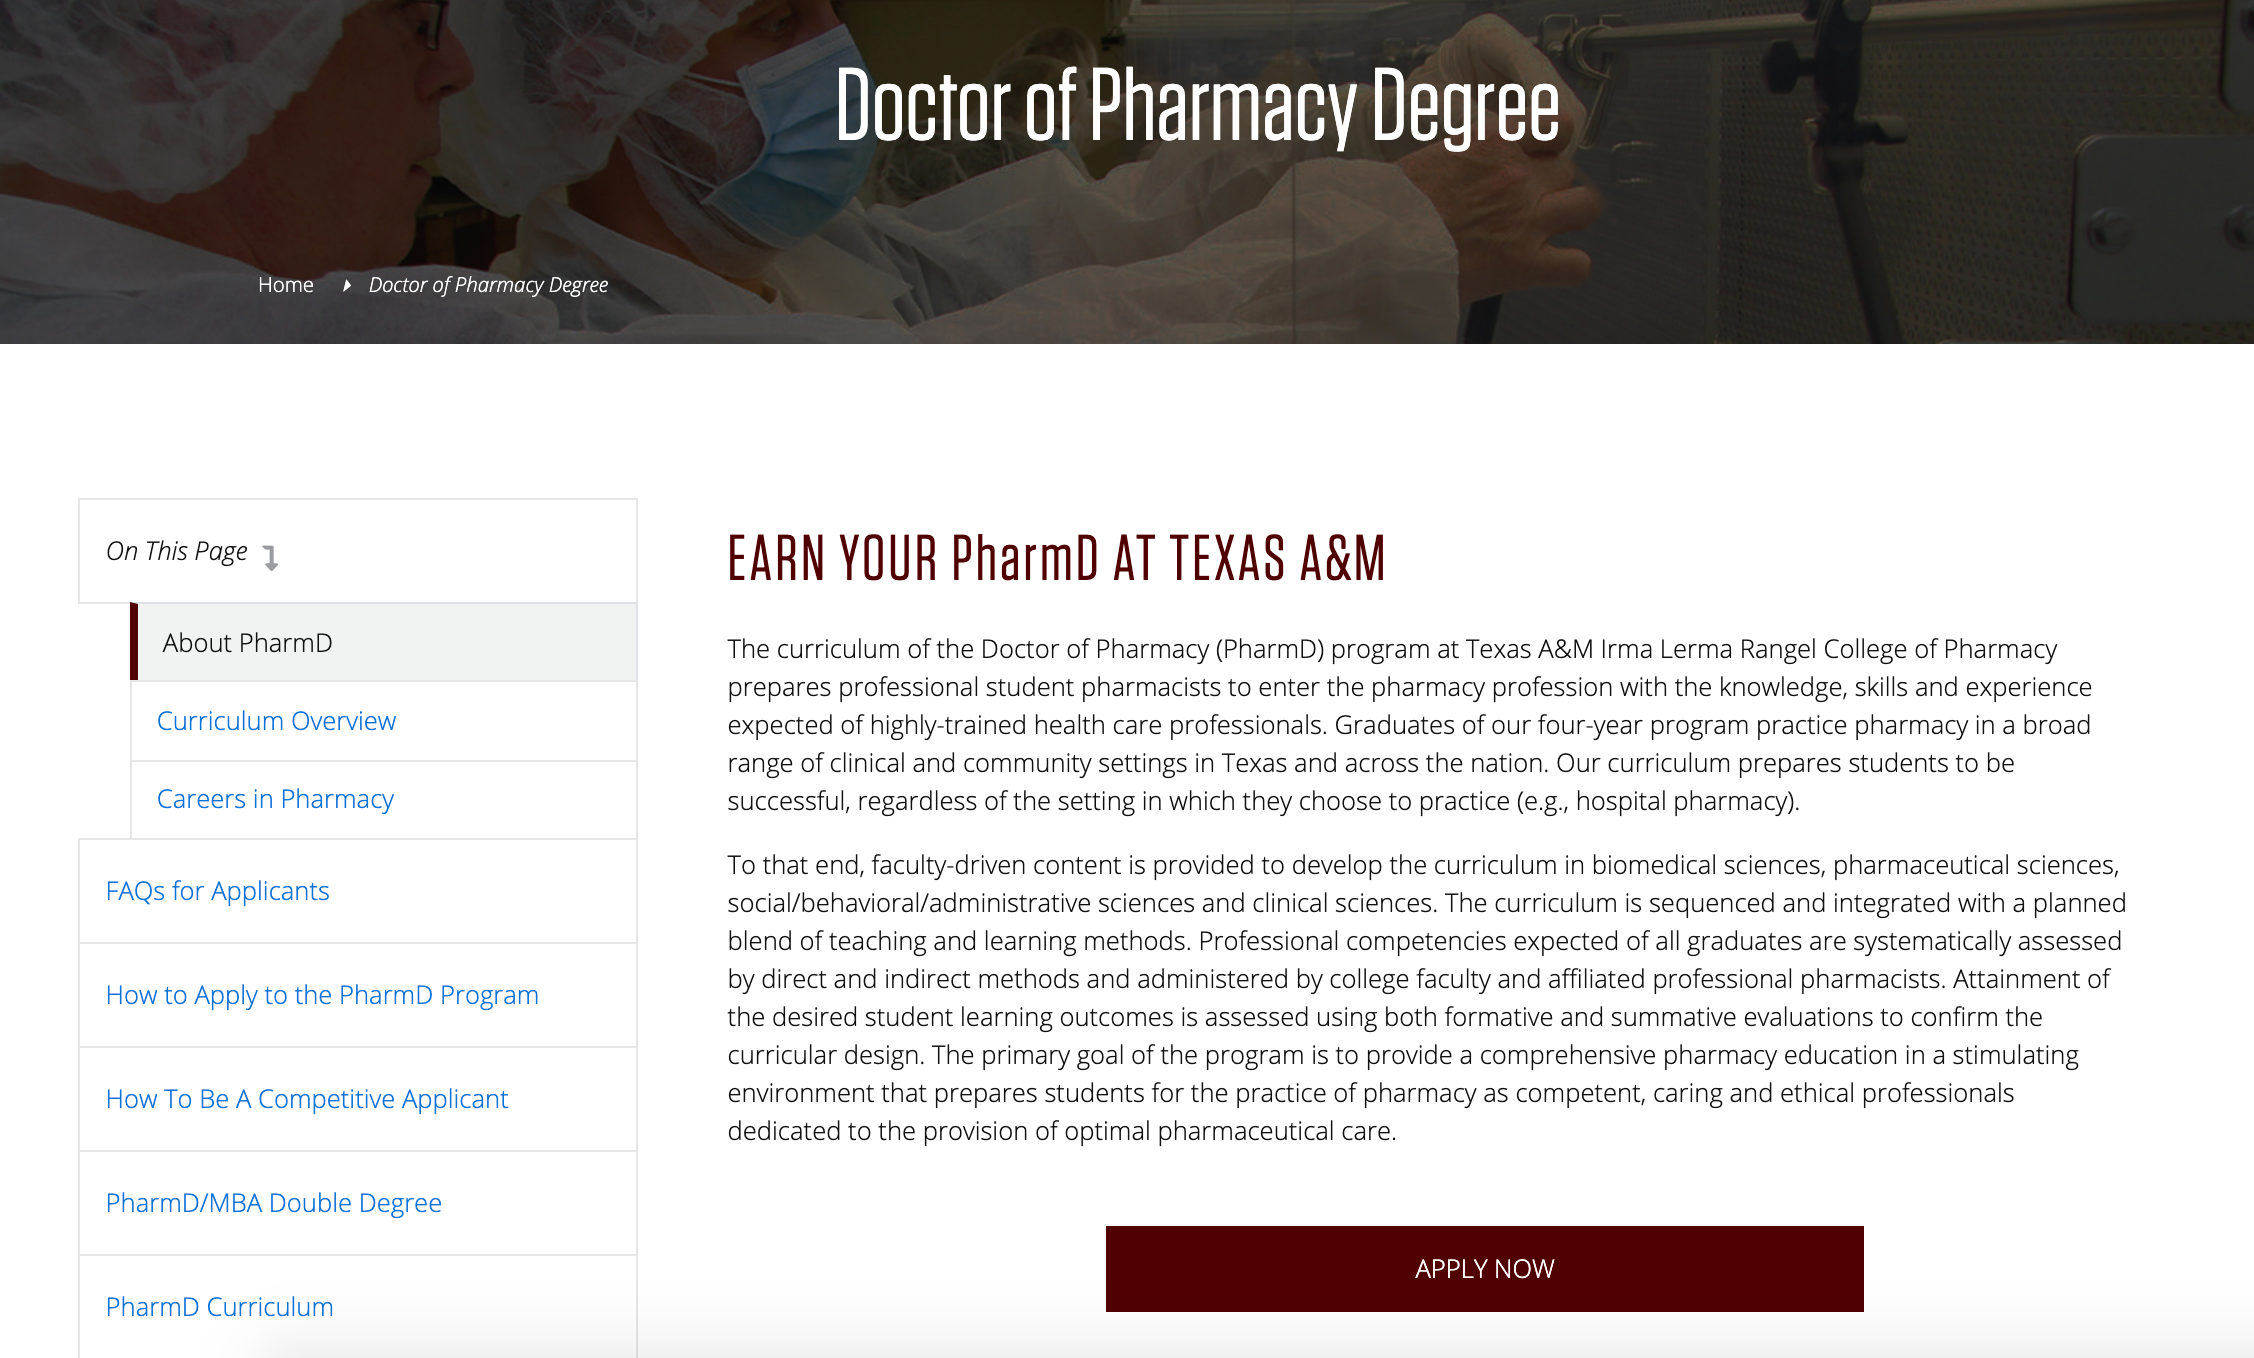 Doctor of Pharmacy Degree
Home
Doctor of Pharmacy Degree
On This Page
About PharmD
Curriculum Overview
Careers in Pharmacy
FAQs for Applicants
How to Apply to the PharmD Program
How To Be A Competitive Applicant
PharmD/MBA Double Degree
PharmD Curriculum
EARN YOUR PharmD AT TEXAS A&M
The curriculum of the Doctor of Pharmacy (PharmD) program at Texas A&M Irma Lerma Rangel College of Pharmacy
prepares professional student pharmacists to enter the pharmacy profession with the knowledge, skills and experience
expected of highly-trained health care professionals. Graduates of our four-year program practice pharmacy in a broad
range of clinical and community settings in Texas and across the nation. Our curriculum prepares students to be
successful, regardless of the setting in which they choose to practice (e.g., hospital pharmacy).
To that end, faculty-driven content is provided to develop the curriculum in biomedical sciences, pharmaceutical sciences,
social/behavioral/administrative sciences and clinical sciences. The curriculum is sequenced and integrated with a planned
blend of teaching and learning methods. Professional competencies expected of all graduates are systematically assessed
by direct and indirect methods and administered by college faculty and affiliated professional pharmacists. Attainment of
the desired student learning outcomes is assessed using both formative and summative evaluations to confirm the
curricular design. The primary goal of the program is to provide a comprehensive pharmacy education in a stimulating
environment that prepares students for the practice of pharmacy as competent, caring and ethical professionals
dedicated to the provision of optimal pharmaceutical care.
APPLY NOW